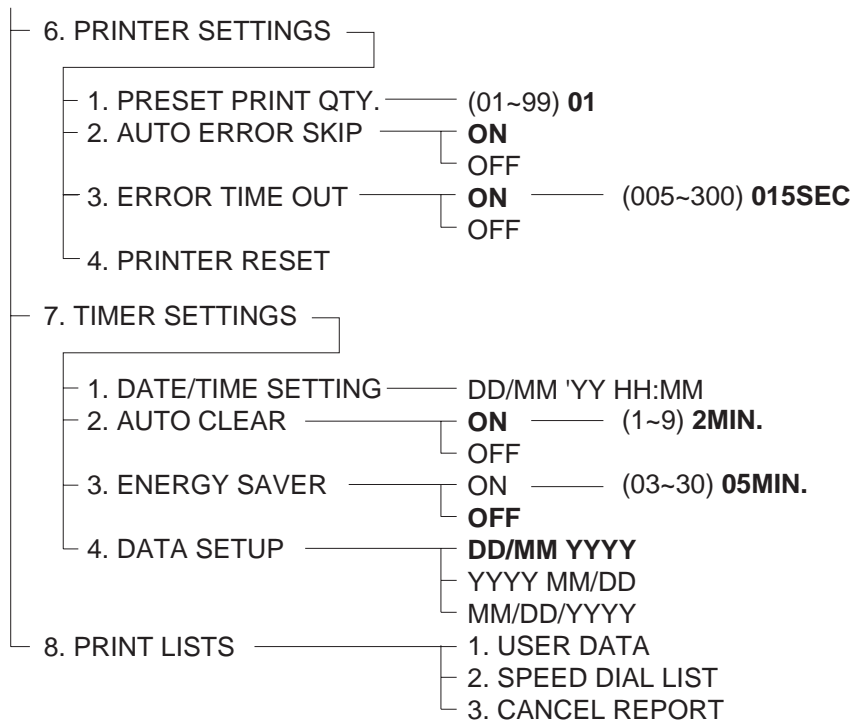 6. PRINTER SETTINGS
1. PRESET PRINT QTY. (01~99) 01
2. AUTO ERROR SKIP ON
OFF
3. ERROR TIME OUT ON (005~300) 015SEC
OFF
4. PRINTER RESET
7. TIMER SETTINGS
1. DATE/TIME SETTING DD/MM 'YY HH:MM
2. AUTO CLEAR ON (1~9) 2MIN.
OFF
3. ENERGY SAVER ON (03~30) 05MIN.
OFF
4. DATA SETUP DD/MM YYYY
YYYY MM/DD
MM/DD/YYYY
8. PRINT LISTS 1. USER DATA
2. SPEED DIAL LIST
3. CANCEL REPORT